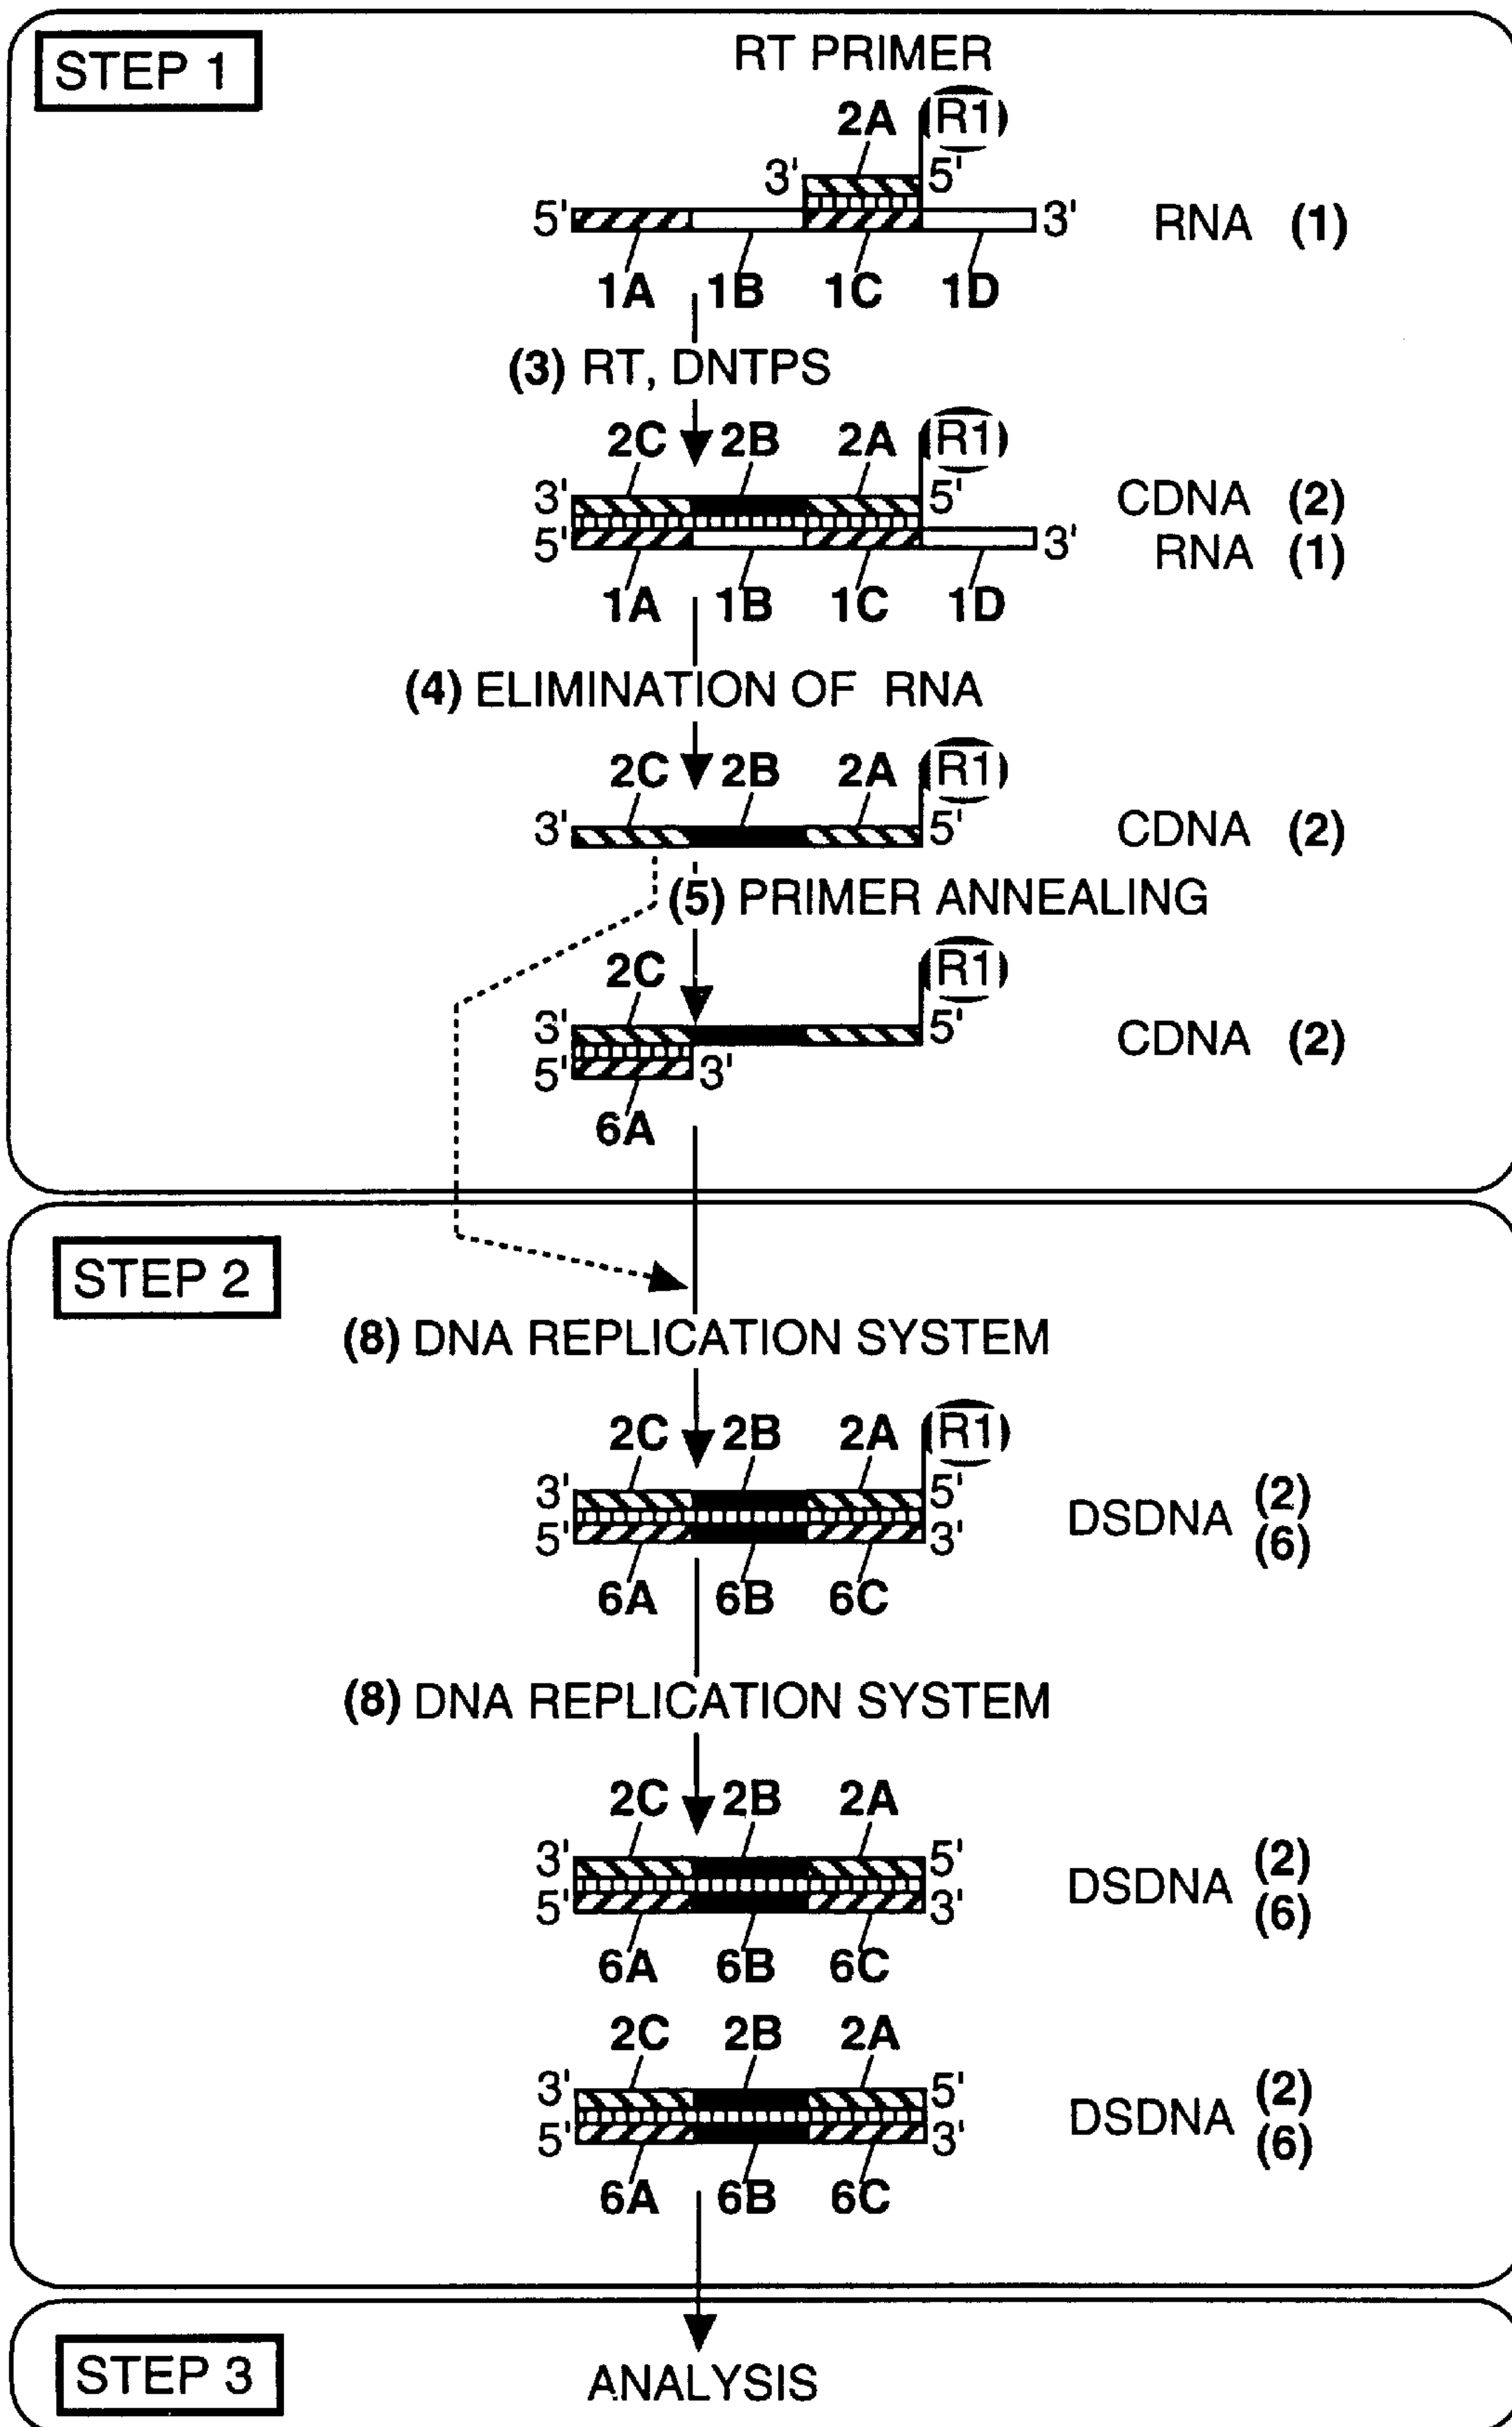 STEP 1
RT PRIMER
2A (R1)
3' 5'
5' 3' RNA (1)
1A 1B 1C 1D
(3) RT, DNTPS
2C 2B 2A (R1)
3' 5' CDNA (2)
5' 3' RNA (1)
1A 1B 1C 1D
(4) ELIMINATION OF RNA
2C 2B 2A (R1)
3' 5' CDNA (2)
(5) PRIMER ANNEALING
2C (R1)
3' 5' CDNA (2)
5' 3'
6A
STEP 2
(8) DNA REPLICATION SYSTEM
2C 2B 2A (R1)
3' 5' (2)
DSDNA
5' 3' (6)
6A 6B 6C
(8) DNA REPLICATION SYSTEM
2C 2B 2A
3' 5' (2)
DSDNA
5' 3' (6)
6A 6B 6C
2C 2B 2A
3' 5' (2)
DSDNA
5' 3' (6)
6A 6B 6C
STEP 3
ANALYSIS